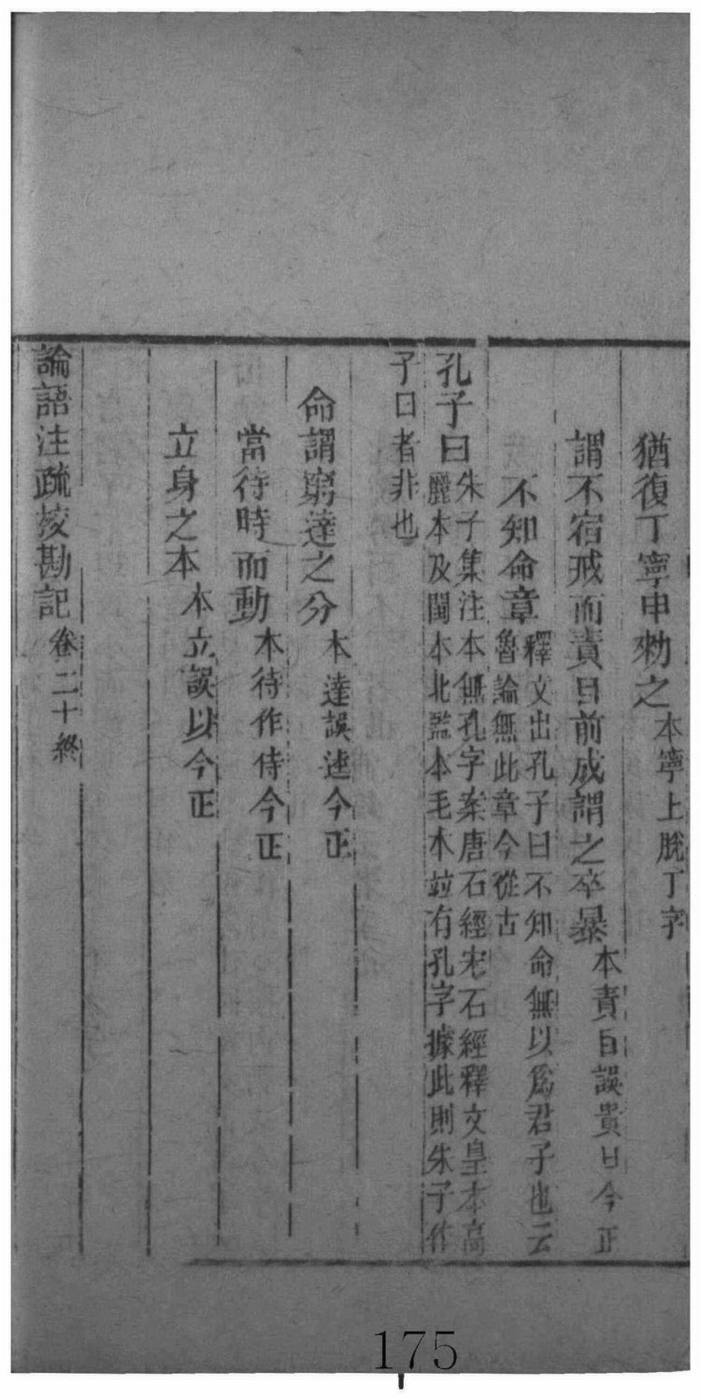 猶復丁寧申勑之本寧上脫丁字
謂不宿戒而責目前成謂之卒暴本責目誤貴日今正
不知命章釋文出孔子曰不知命無以爲君子也云
魯論無此章今從古
孔子曰朱子集注本無孔字案唐石經宋石經釋文皇本高
麗本及閩本北監本毛本竝有孔字據此則朱子作
子曰者非也
命謂窮達之分本達誤逹今正
當待時而動本待作侍今正
立身之本本立誤以今正
論語注疏挍勘記卷二十終
175